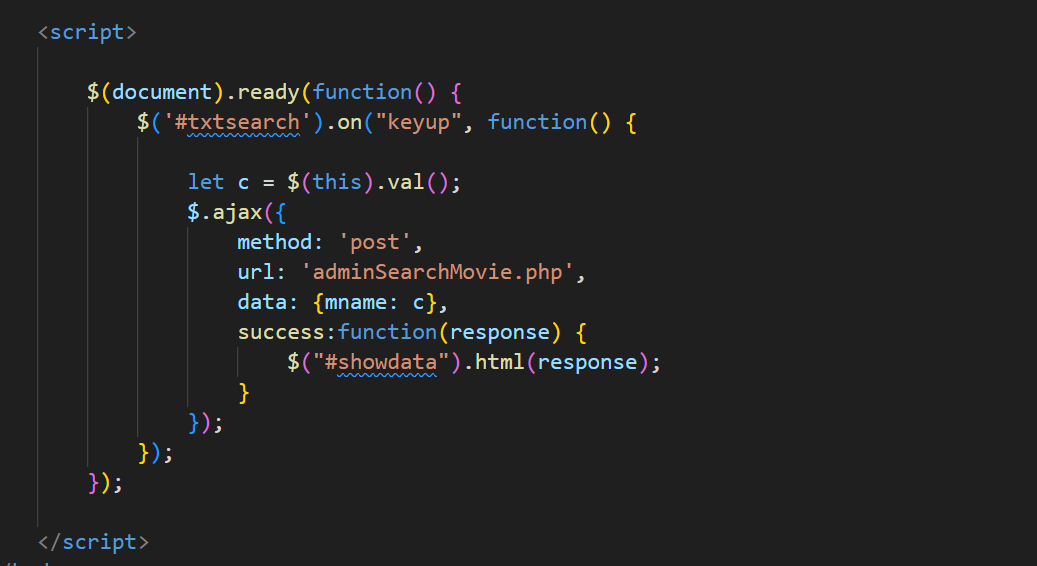 <script>
$(document).ready(function() {
$('#txtsearch').on("keyup", function() {
let c = $(this).val();
$.ajax({
method: 'post',
url: 'adminSearchMovie.php',
data: {mname: c},
success:function(response) {
$("#showdata").html(response);
}
});
});
});
</script>